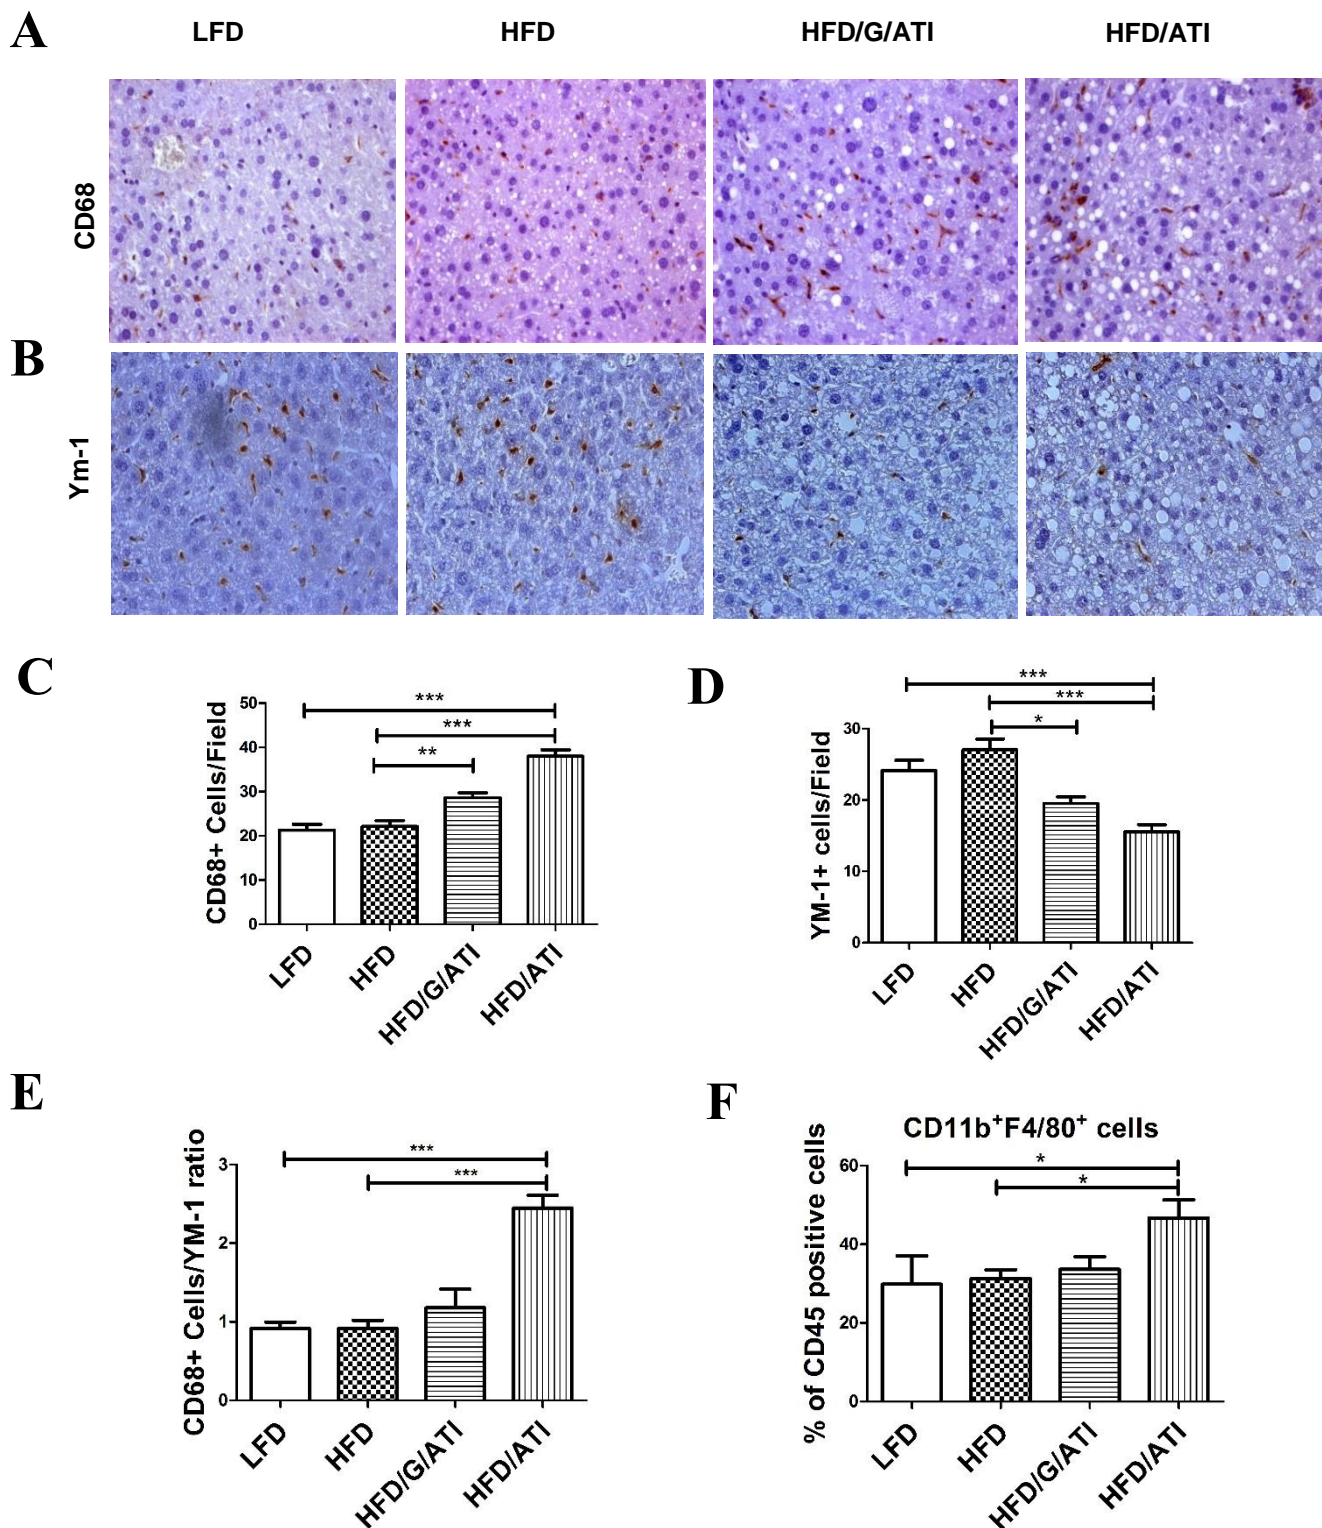 A
LFD
HFD
HFD/G/ATI
HFD/ATI
CD68
B
Ym-1
C
CD68+ Cells/Field
50
40
30
20
10
0
***
***
**
LFD
HFD
HFD/G/ATI
HFD/ATI
D
YM-1+ cells/Field
30
20
10
0
***
***
*
LFD
HFD
HFD/G/ATI
HFD/ATI
E
CD68+ Cells/YM-1 ratio
3
2
1
0
***
***
LFD
HFD
HFD/G/ATI
HFD/ATI
F
CD11b⁺F4/80⁺ cells
% of CD45 positive cells
60
40
20
0
*
*
LFD
HFD
HFD/G/ATI
HFD/ATI